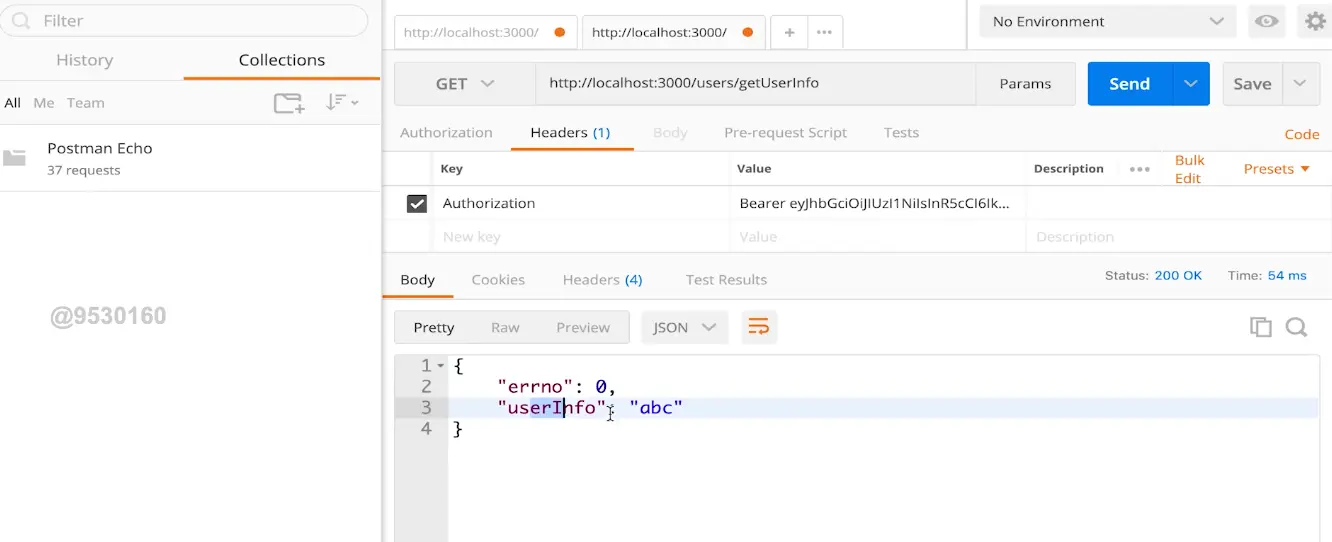 Filter
History
Collections
All Me Team
Postman Echo
37 requests
@9530160
http://localhost:3000/
http://localhost:3000/
+
No Environment
GET
http://localhost:3000/users/getUserInfo
Params
Send
Save
Authorization
Headers (1)
Body
Pre-request Script
Tests
Code
Key
Value
Description
Bulk
Edit
Presets
Authorization
Bearer eyJhbGciOiJIUzI1NiIsInR5cCI6Ik...
New key
Value
Description
Body
Cookies
Headers (4)
Test Results
Status: 200 OK
Time: 54 ms
Pretty
Raw
Preview
JSON
1 {
2 "errno": 0,
3 "userInfo": "abc"
4 }